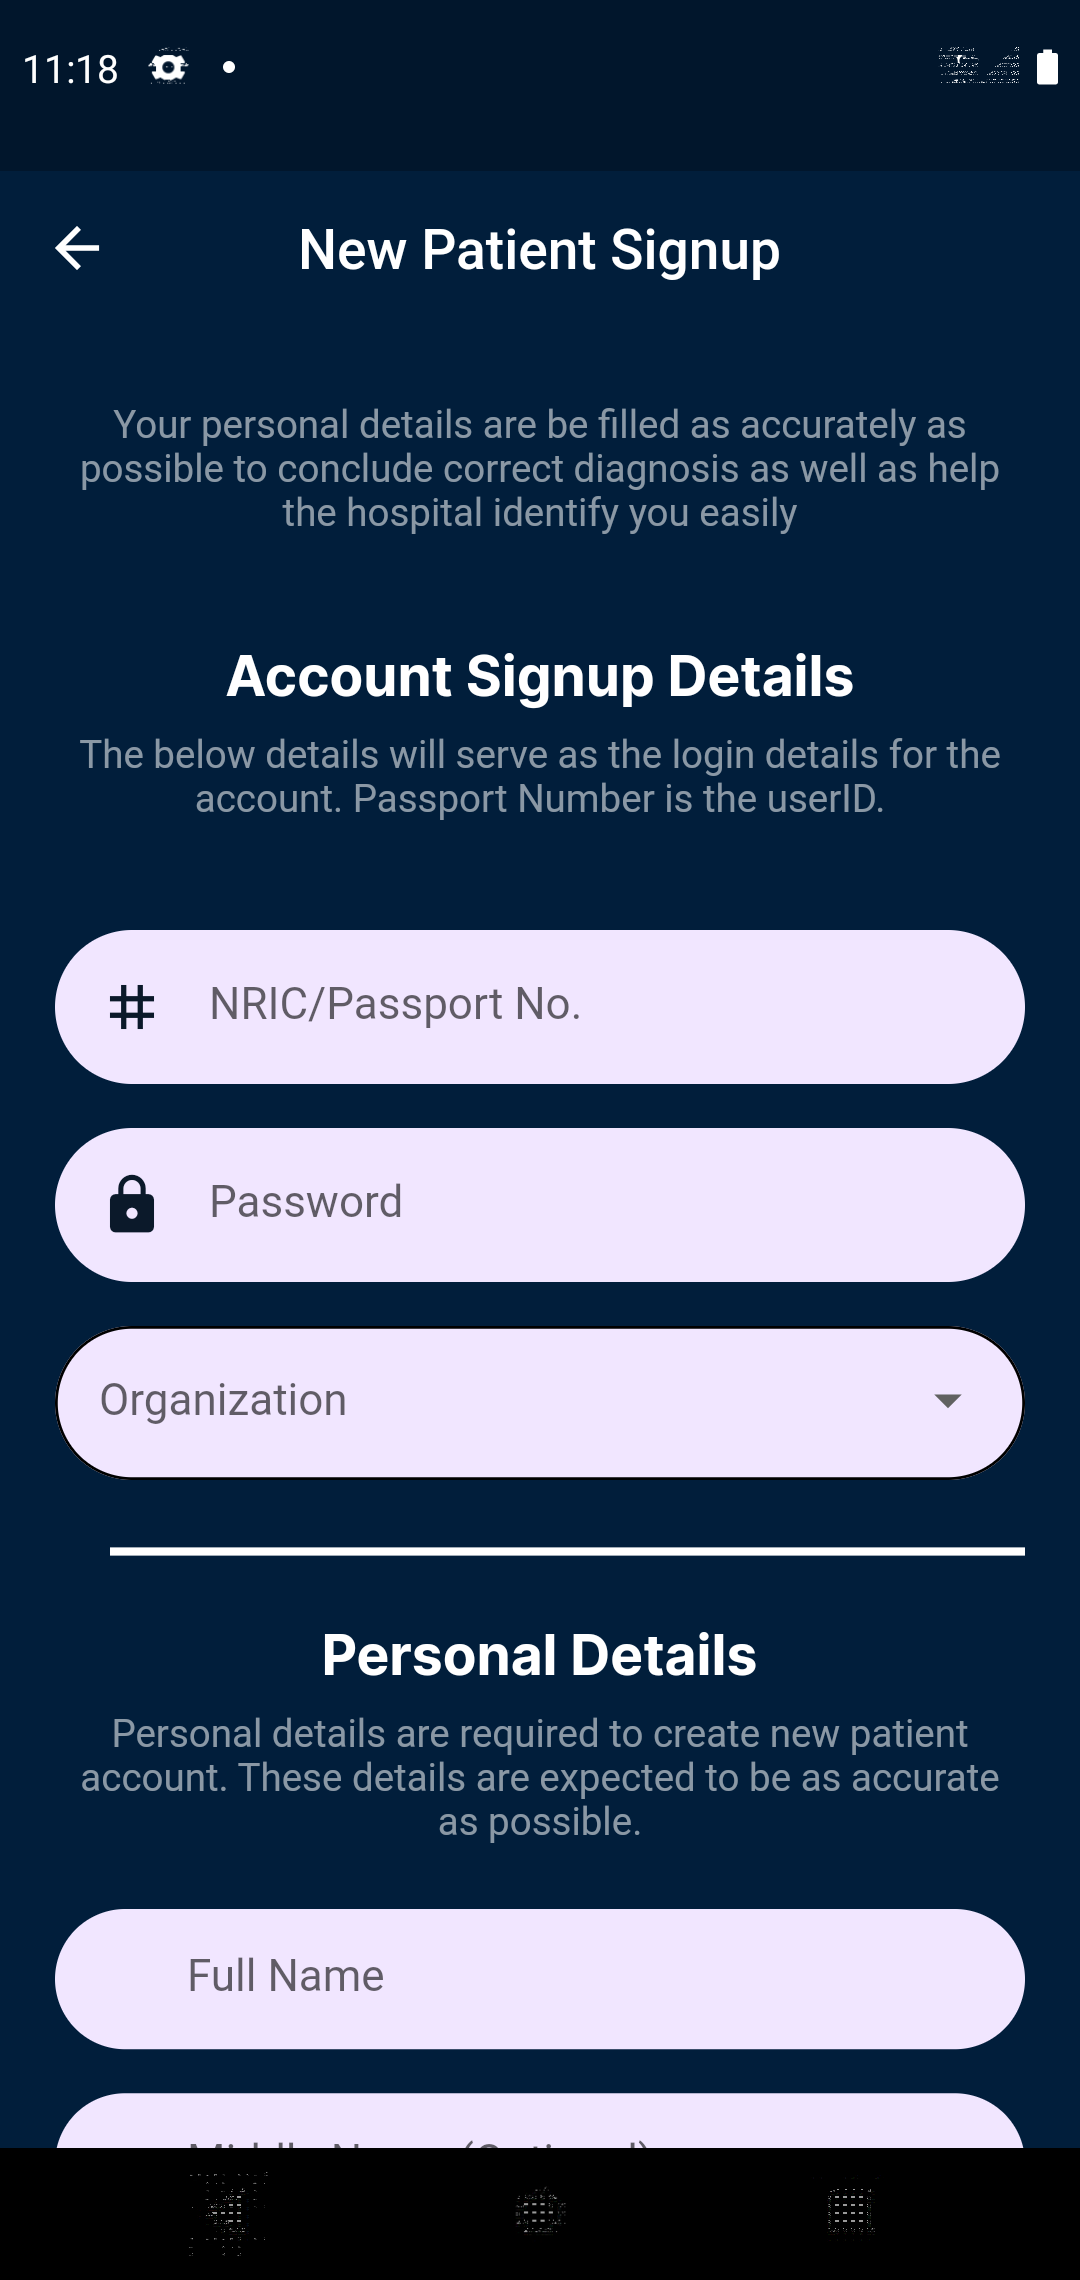 11:18
New Patient Signup
Your personal details are be filled as accurately as
possible to conclude correct diagnosis as well as help
the hospital identify you easily
Account Signup Details
The below details will serve as the login details for the
account. Passport Number is the userID.
NRIC/Passport No.
Password
Organization
Personal Details
Personal details are required to create new patient
account. These details are expected to be as accurate
as possible.
Full Name
Middle Name (Optional)